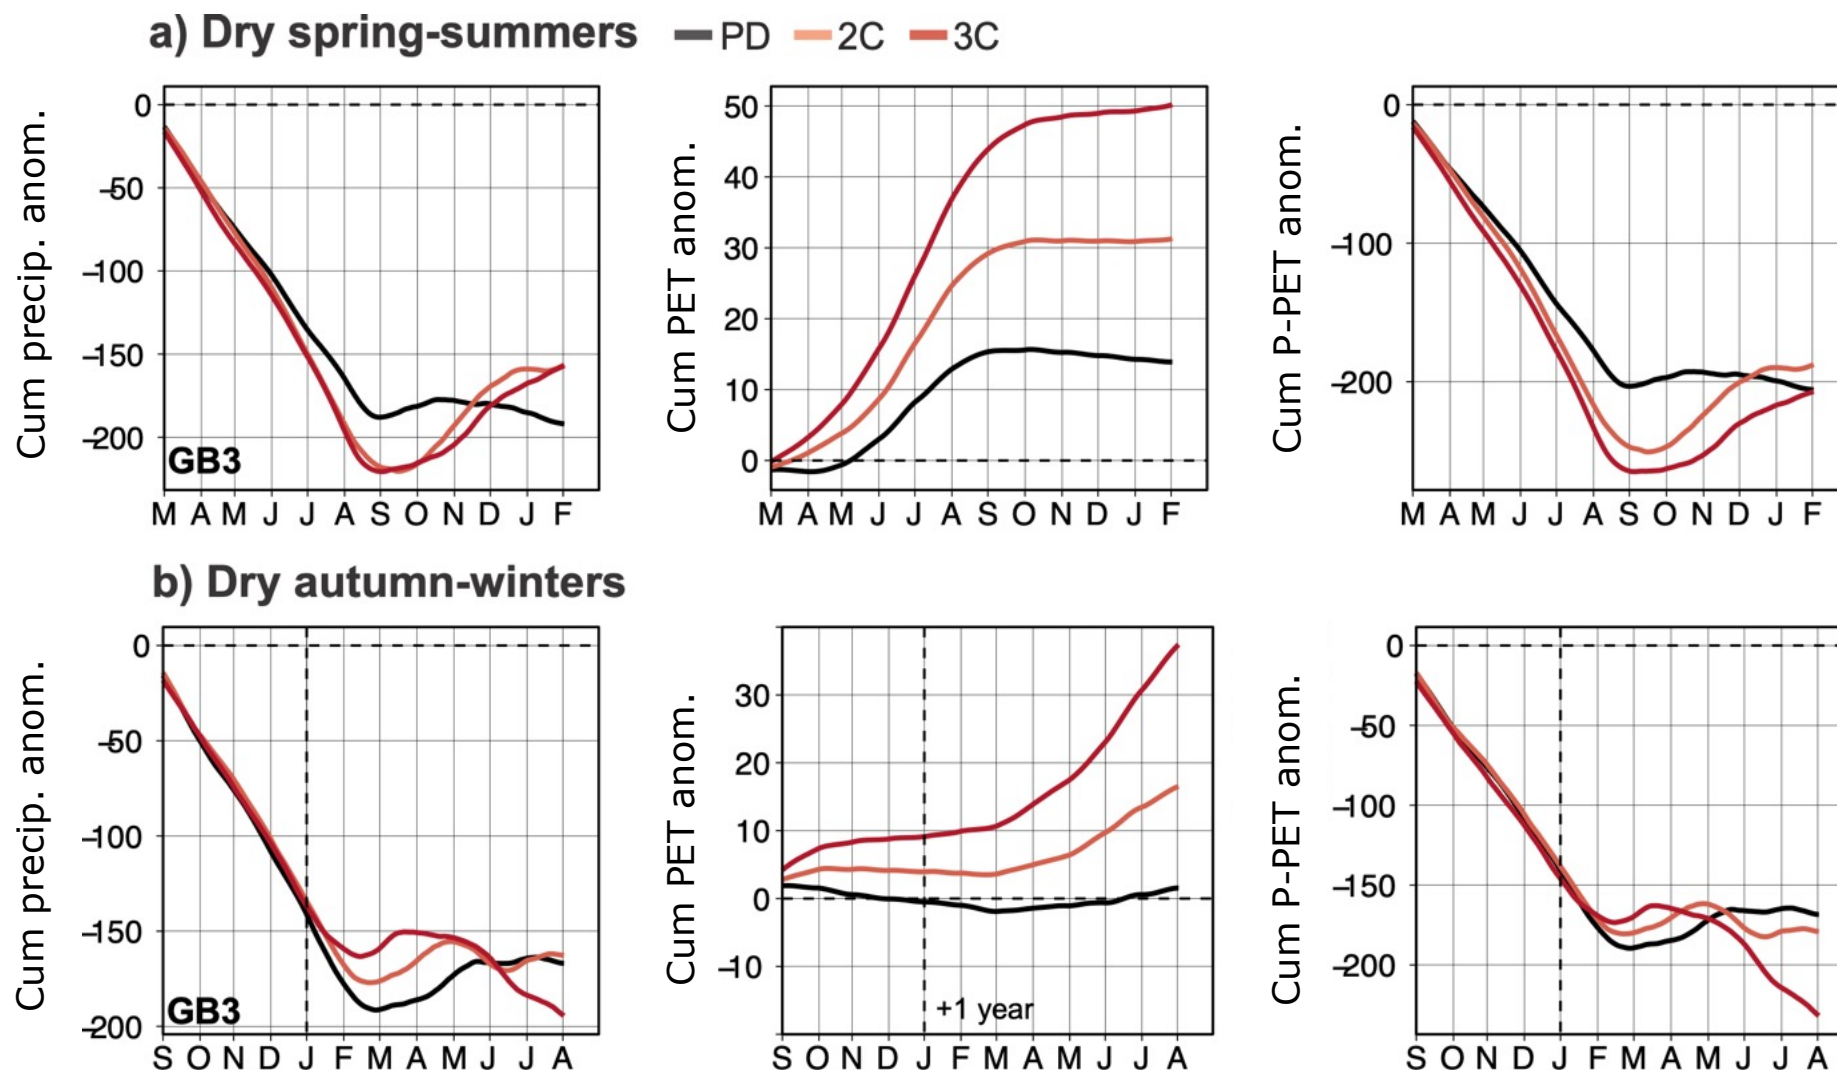 a) Dry spring-summers PD 2C 3C
Cum precip. anom.
0
−50
−100
−150
−200
GB3
M A M J J A S O N D J F
Cum PET anom.
50
40
30
20
10
0
M A M J J A S O N D J F
Cum P-PET anom.
0
−100
−200
M A M J J A S O N D J F
b) Dry autumn-winters
Cum precip. anom.
0
−50
−100
−150
−200
GB3
S O N D J F M A M J J A
Cum PET anom.
30
20
10
0
−10
+1 year
S O N D J F M A M J J A
Cum P-PET anom.
0
−50
−100
−150
−200
S O N D J F M A M J J A